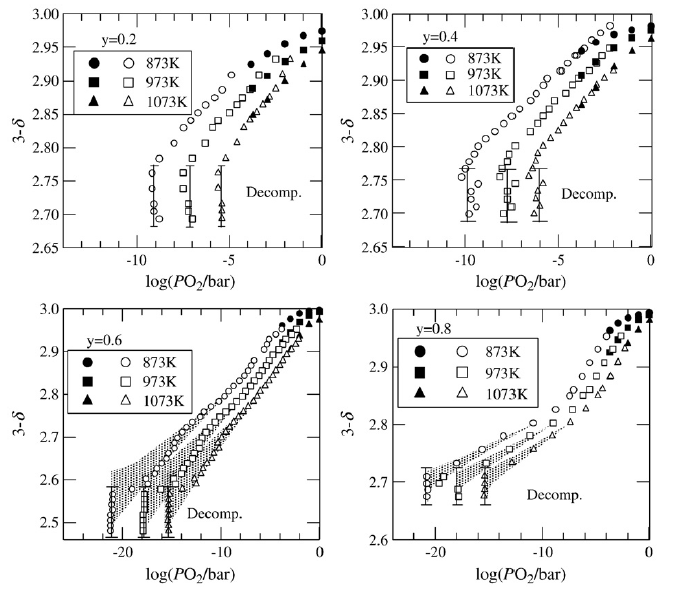 y=0.2
873K
973K
1073K
Decomp.
3.00
2.95
2.90
2.85
2.80
2.75
2.70
2.65
3-δ
-10
-5
0
log(PO2/bar)
y=0.4
873K
973K
1073K
Decomp.
3.00
2.95
2.90
2.85
2.80
2.75
2.70
2.65
3-δ
-10
-5
0
log(PO2/bar)
y=0.6
873K
973K
1073K
Decomp.
3.0
2.9
2.8
2.7
2.6
2.5
3-δ
-20
-10
0
log(PO2/bar)
y=0.8
873K
973K
1073K
Decomp.
3.0
2.9
2.8
2.7
2.6
3-δ
-20
-10
0
log(PO2/bar)